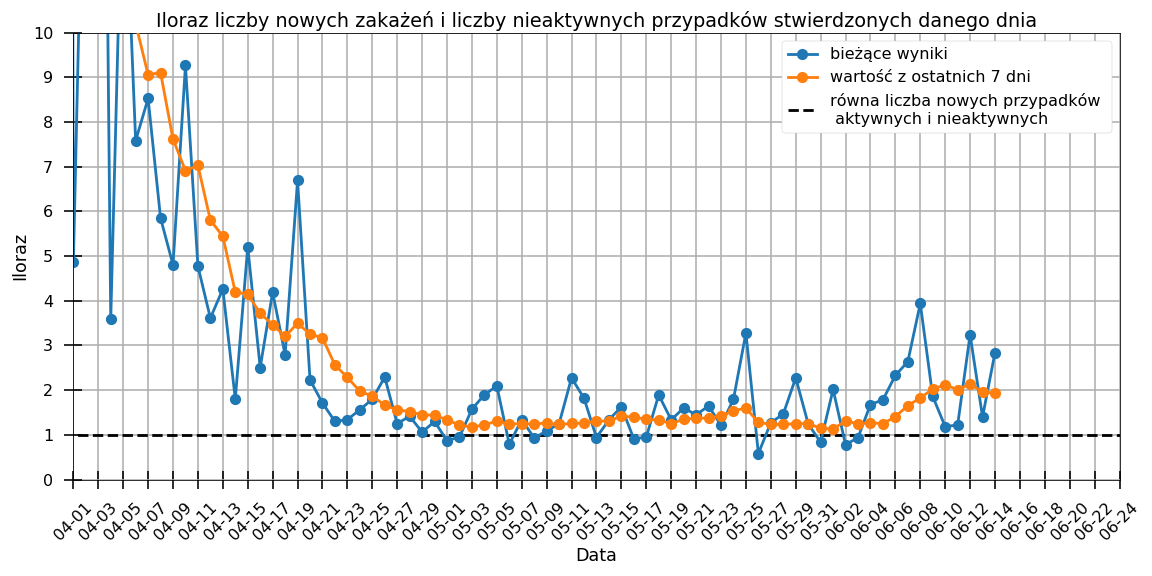 Iloraz liczby nowych zakażeń i liczby nieaktywnych przypadków stwierdzonych danego dnia
10
9
8
7
6
5
4
3
2
1
0
Iloraz
bieżące wyniki
wartość z ostatnich 7 dni
równa liczba nowych przypadków
aktywnych i nieaktywnych
04-01 04-03 04-05 04-07 04-09 04-11 04-13 04-15 04-17 04-19 04-21 04-23 04-25 04-27 04-29 05-01 05-03 05-05 05-07 05-09 05-11 05-13 05-15 05-17 05-19 05-21 05-23 05-25 05-27 05-29 05-31 06-02 06-04 06-06 06-08 06-10 06-12 06-14 06-16 06-18 06-20 06-22 06-24
Data